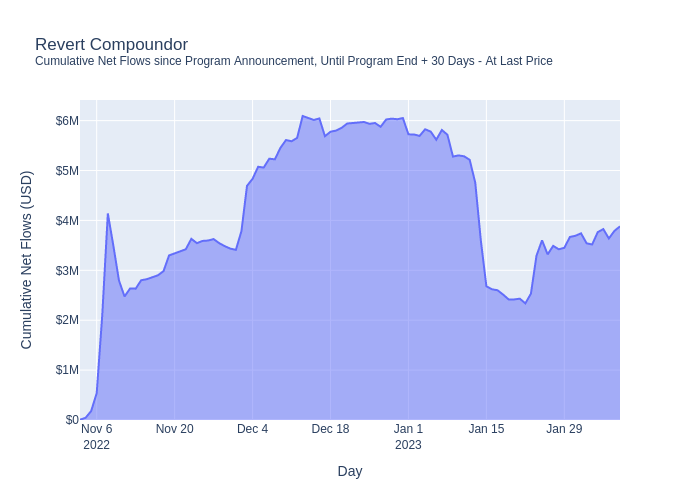 Revert Compoundor
Cumulative Net Flows since Program Announcement, Until Program End + 30 Days - At Last Price
Cumulative Net Flows (USD)
$6M
$5M
$4M
$3M
$2M
$1M
$0
Nov 6 Nov 20 Dec 4 Dec 18 Jan 1 Jan 15 Jan 29
2022 2023
Day